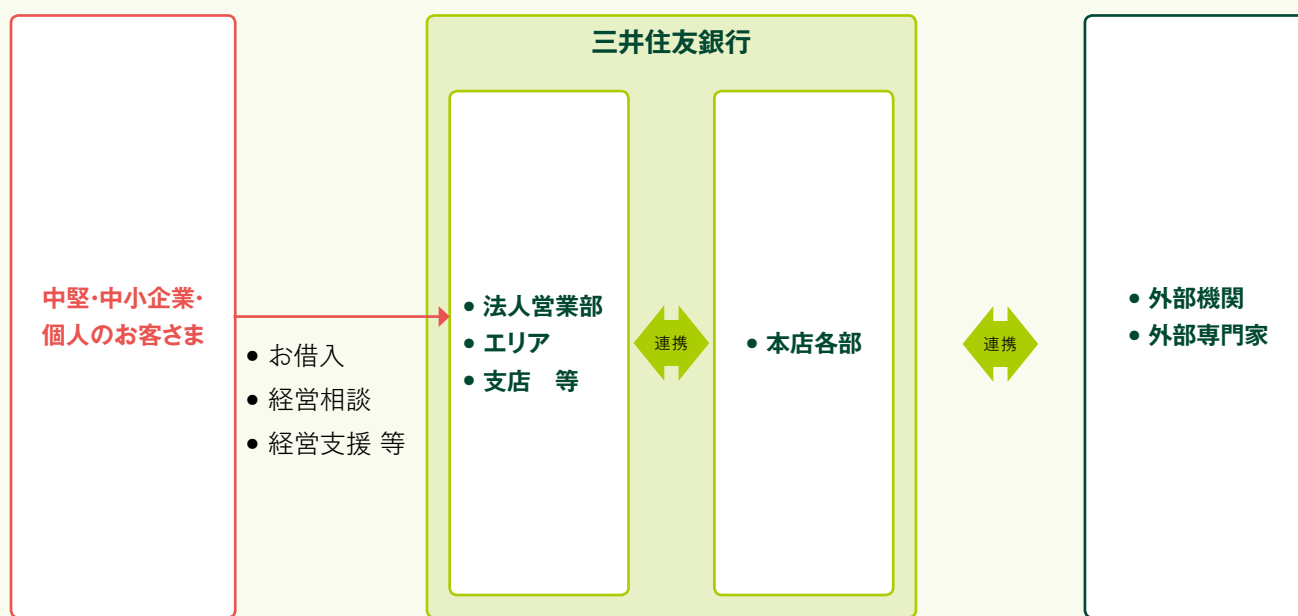 三井住友銀行
中堅・中小企業・
個人のお客さま
• お借入
• 経営相談
• 経営支援 等
• 法人営業部
• エリア
• 支店　等
連携
• 本店各部
連携
• 外部機関
• 外部専門家